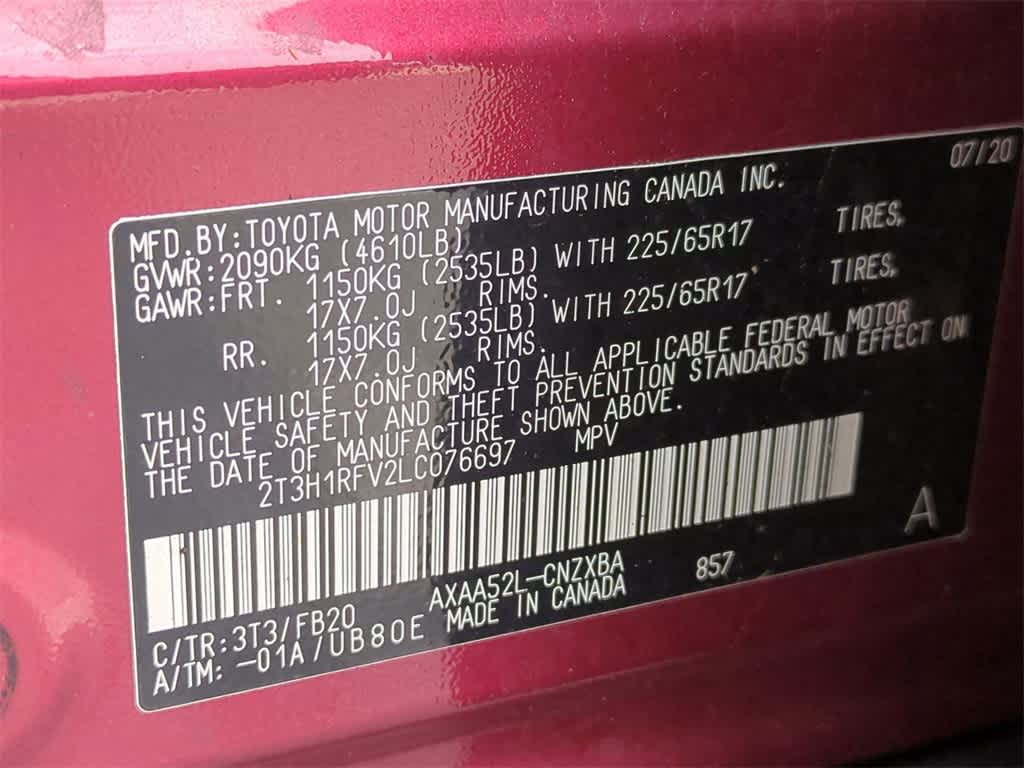 07/20
MFD.BY:TOYOTA MOTOR MANUFACTURING CANADA INC.
GVWR:2090KG (4610LB)
GAWR:FRT. 1150KG (2535LB) WITH 225/65R17 TIRES,
17X7.0J RIMS.
RR. 1150KG (2535LB) WITH 225/65R17 TIRES,
17X7.0J RIMS.
THIS VEHICLE CONFORMS TO ALL APPLICABLE FEDERAL MOTOR
VEHICLE SAFETY AND THEFT PREVENTION STANDARDS IN EFFECT ON
THE DATE OF MANUFACTURE SHOWN ABOVE.
2T3H1RFV2LC076697 MPV
A
AXAA52L-CNZXBA 857
C/TR:3T3/FB20 MADE IN CANADA
A/TM:-01A/UB80E